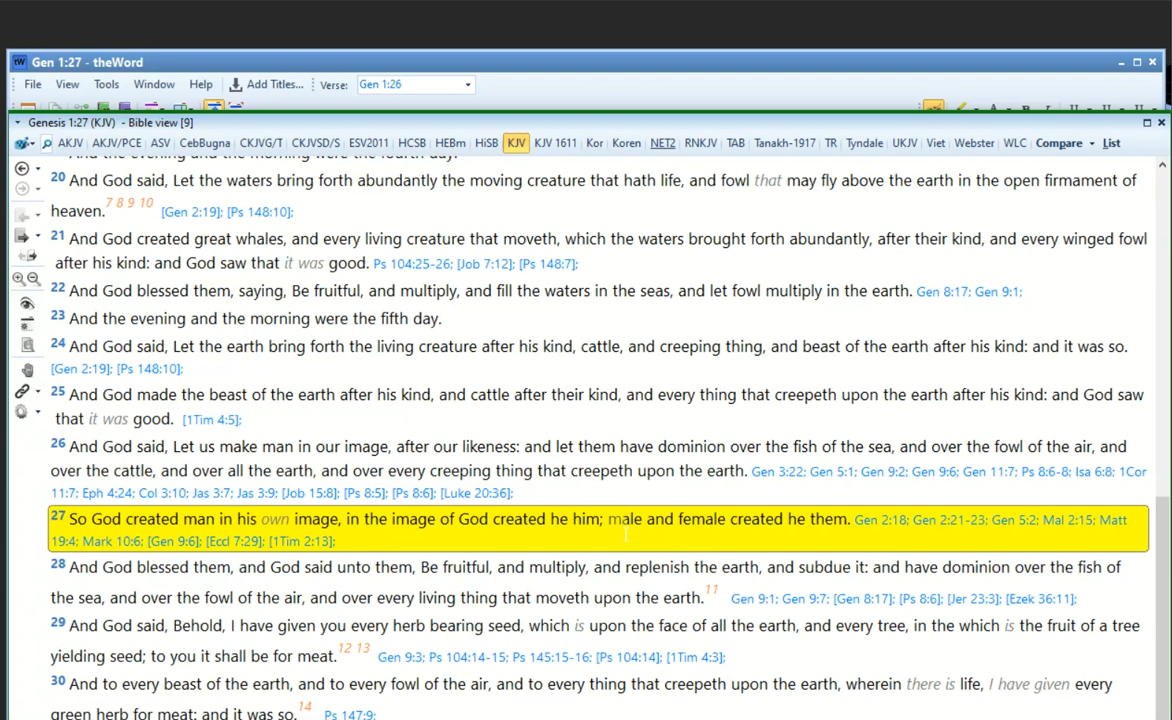 Gen 1:27 - theWord
File View Tools Window Help Add Titles... Verse: Gen 1:26
Genesis 1:27 (KJV) - Bible view [9]
AKJV AKJV/PCE ASV CebBugna CKJVG/T CKJVSD/S ESV2011 HCSB HEBm HiSB KJV KJV 1611 Kor Koren NET2 RNKJV TAB Tanakh-1917 TR Tyndale UKJV Viet Webster WLC Compare List
And the evening and the morning were the fourth day.
20 And God said, Let the waters bring forth abundantly the moving creature that hath life, and fowl that may fly above the earth in the open firmament of
heaven. 7 8 9 10 [Gen 2:19]; [Ps 148:10];
21 And God created great whales, and every living creature that moveth, which the waters brought forth abundantly, after their kind, and every winged fowl
after his kind: and God saw that it was good. Ps 104:25-26; [Job 7:12]; [Ps 148:7];
22 And God blessed them, saying, Be fruitful, and multiply, and fill the waters in the seas, and let fowl multiply in the earth. Gen 8:17; Gen 9:1;
23 And the evening and the morning were the fifth day.
24 And God said, Let the earth bring forth the living creature after his kind, cattle, and creeping thing, and beast of the earth after his kind: and it was so.
[Gen 2:19]; [Ps 148:10];
25 And God made the beast of the earth after his kind, and cattle after their kind, and every thing that creepeth upon the earth after his kind: and God saw
that it was good. [1Tim 4:5];
26 And God said, Let us make man in our image, after our likeness: and let them have dominion over the fish of the sea, and over the fowl of the air, and
over the cattle, and over all the earth, and over every creeping thing that creepeth upon the earth. Gen 3:22; Gen 5:1; Gen 9:2; Gen 9:6; Gen 11:7; Ps 8:6-8; Isa 6:8; 1Cor
11:7; Eph 4:24; Col 3:10; Jas 3:7; Jas 3:9; [Job 15:8]; [Ps 8:5]; [Ps 8:6]; [Luke 20:36];
27 So God created man in his own image, in the image of God created he him; male and female created he them. Gen 2:18; Gen 2:21-23; Gen 5:2; Mal 2:15; Matt
19:4; Mark 10:6; [Gen 9:6]; [Eccl 7:29]; [1Tim 2:13];
28 And God blessed them, and God said unto them, Be fruitful, and multiply, and replenish the earth, and subdue it: and have dominion over the fish of
the sea, and over the fowl of the air, and over every living thing that moveth upon the earth. 11 Gen 9:1; Gen 9:7; [Gen 8:17]; [Ps 8:6]; [Jer 23:3]; [Ezek 36:11];
29 And God said, Behold, I have given you every herb bearing seed, which is upon the face of all the earth, and every tree, in the which is the fruit of a tree
yielding seed; to you it shall be for meat. 12 13 Gen 9:3; Ps 104:14-15; Ps 145:15-16; [Ps 104:14]; [1Tim 4:3];
30 And to every beast of the earth, and to every fowl of the air, and to every thing that creepeth upon the earth, wherein there is life, I have given every
green herb for meat: and it was so. 14 Ps 147:9;